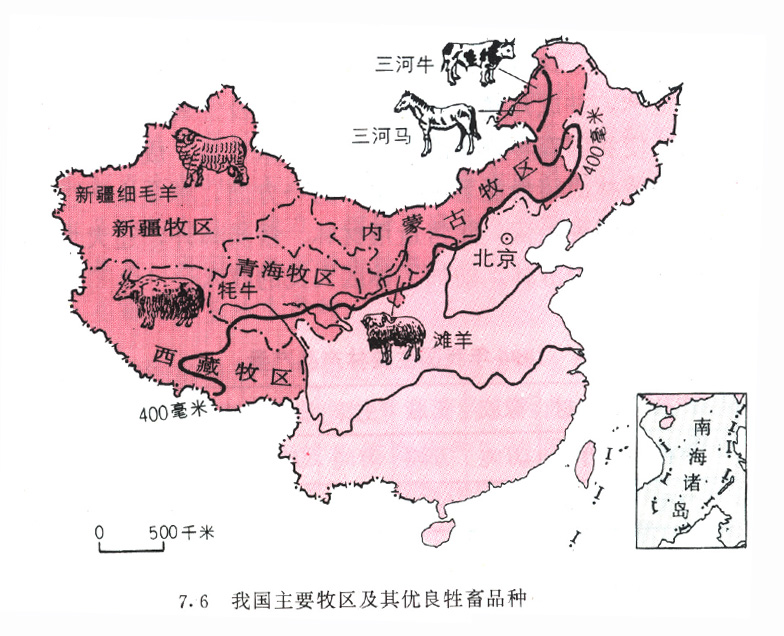 三河牛
三河马
400毫米
新疆细毛羊
新疆牧区
内蒙古牧区
北京
青海牧区
牦牛
滩羊
西藏牧区
400毫米
南海诸岛
0 500千米
7.6 我国主要牧区及其优良牲畜品种